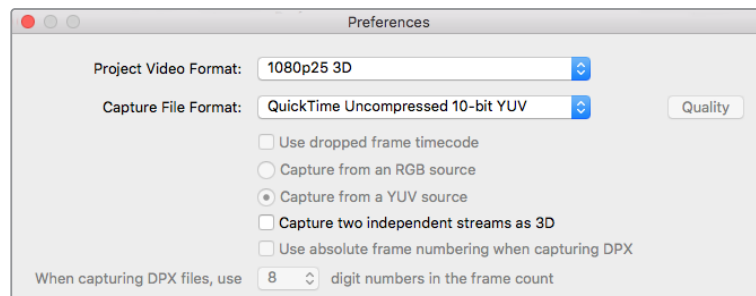 Preferences
Project Video Format: 1080p25 3D
Capture File Format: QuickTime Uncompressed 10-bit YUV Quality
Use dropped frame timecode
Capture from an RGB source
Capture from a YUV source
Capture two independent streams as 3D
Use absolute frame numbering when capturing DPX
When capturing DPX files, use 8 digit numbers in the frame count